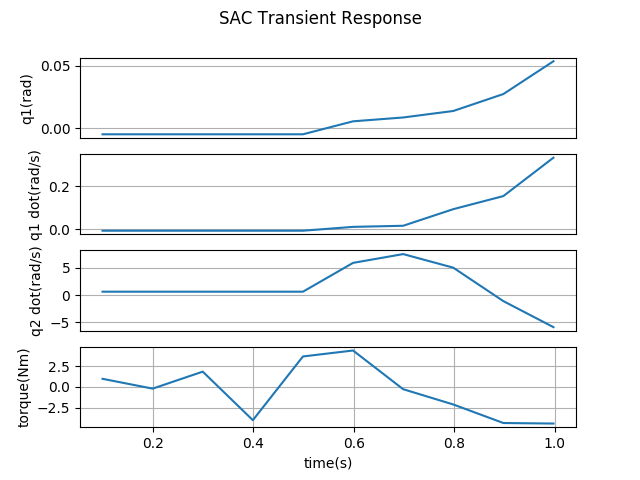 SAC Transient Response
0.05
0.00
q1(rad)
0.2
0.0
q1 dot(rad/s)
5
0
−5
q2 dot(rad/s)
2.5
0.0
−2.5
torque(Nm)
0.2 0.4 0.6 0.8 1.0
time(s)